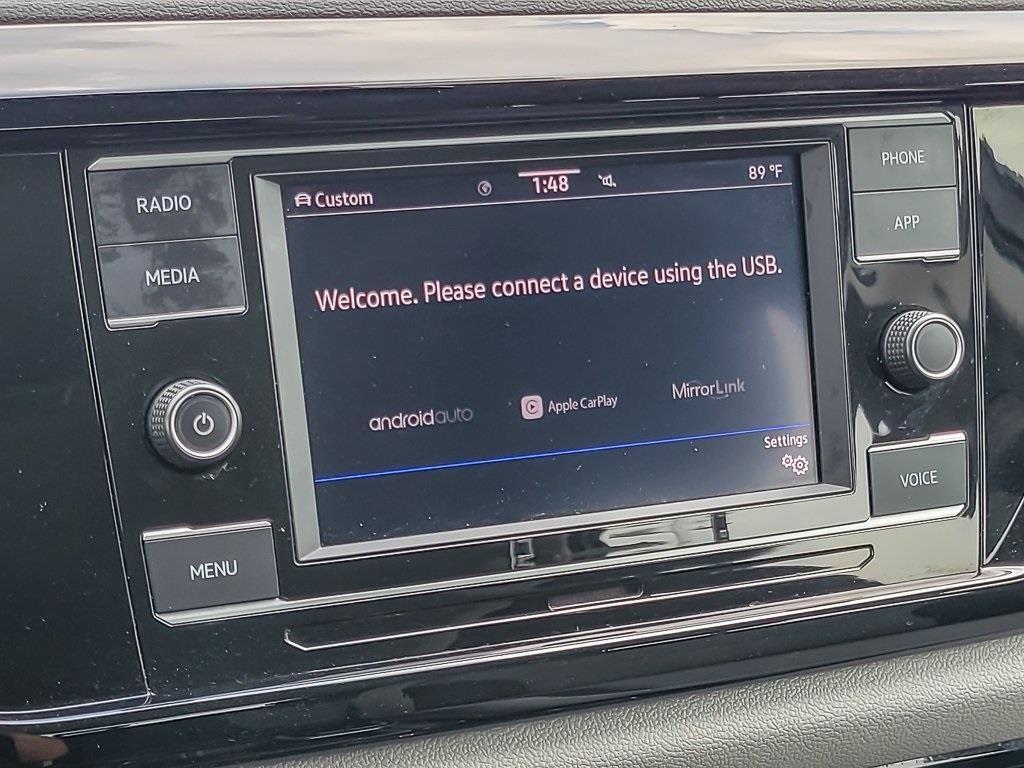 RADIO
MEDIA
MENU
Custom
1:48
89 °F
Welcome. Please connect a device using the USB.
androidauto
Apple CarPlay
MirrorLink
Settings
PHONE
APP
VOICE